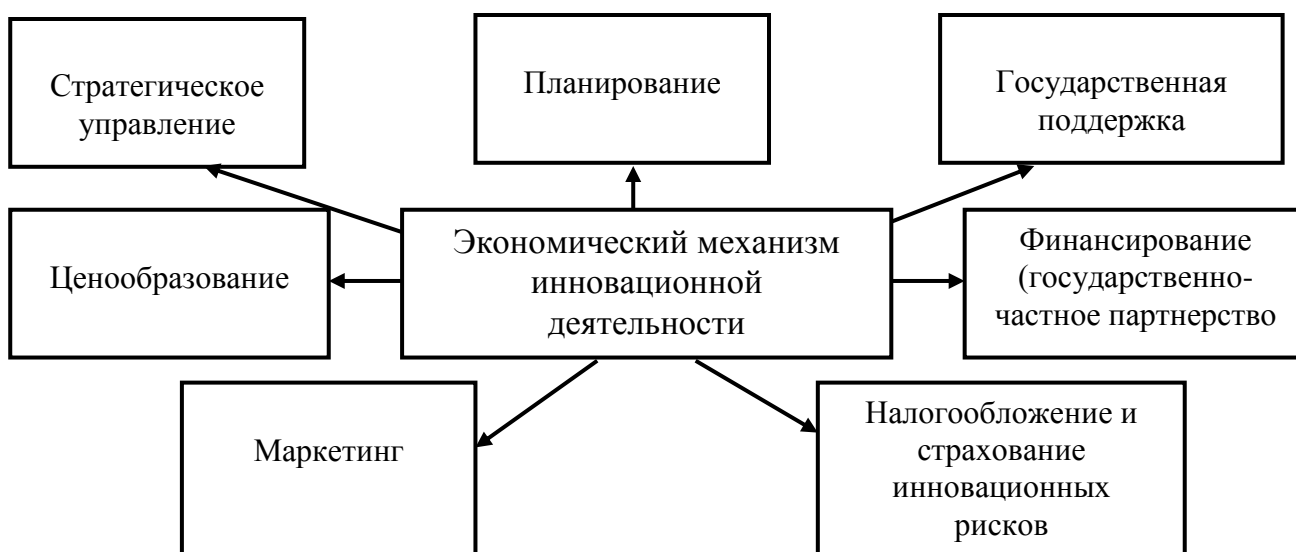 Стратегическое
управление
Планирование
Государственная
поддержка
Ценообразование
Экономический механизм
инновационной
деятельности
Финансирование
(государственно-
частное партнерство
Маркетинг
Налогообложение и
страхование
инновационных
рисков